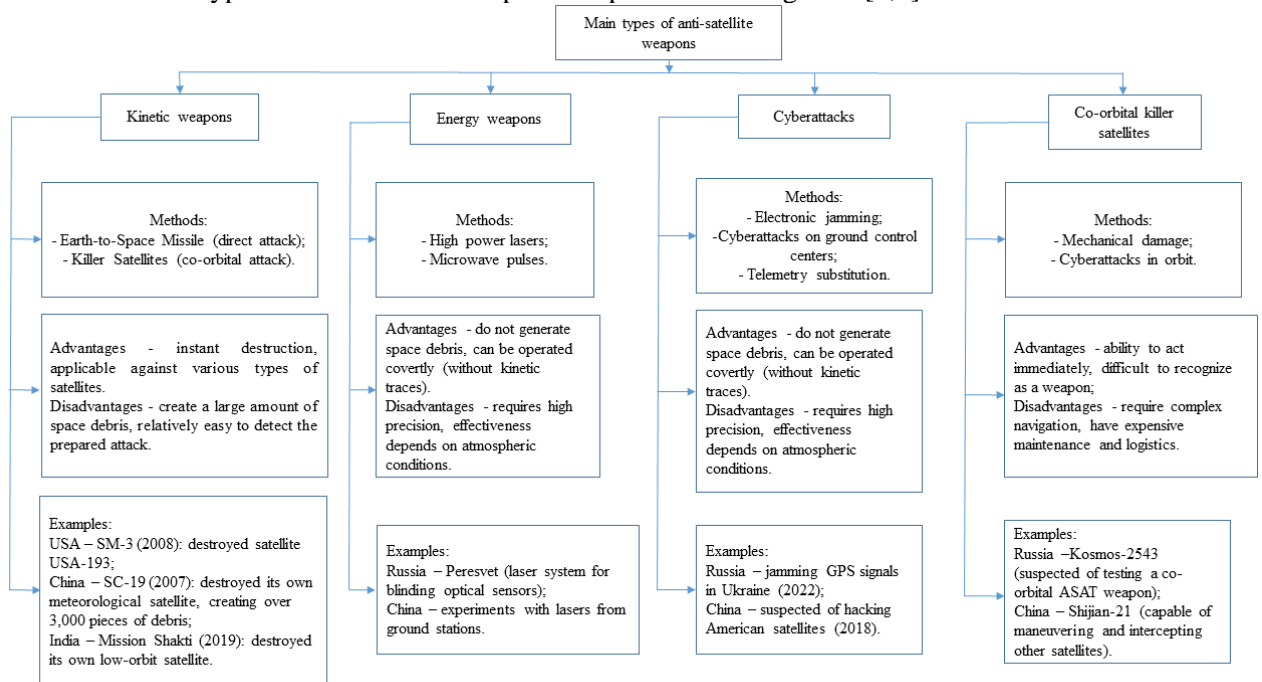 Main types of anti-satellite
weapons
Kinetic weapons
Energy weapons
Cyberattacks
Co-orbital killer
satellites
Methods:
- Earth-to-Space Missile (direct attack);
- Killer Satellites (co-orbital attack).
Methods:
- High power lasers;
- Microwave pulses.
Methods:
- Electronic jamming;
-Cyberattacks on ground control
centers;
- Telemetry substitution.
Methods:
- Mechanical damage;
- Cyberattacks in orbit.
Advantages - instant destruction,
applicable against various types of
satellites.
Disadvantages - create a large amount of
space debris, relatively easy to detect the
prepared attack.
Advantages - do not generate
space debris, can be operated
covertly (without kinetic
traces).
Disadvantages - requires high
precision, effectiveness
depends on atmospheric
conditions.
Advantages - do not generate
space debris, can be operated
covertly (without kinetic
traces).
Disadvantages - requires high
precision, effectiveness
depends on atmospheric
conditions.
Advantages - ability to act
immediately, difficult to recognize
as a weapon;
Disadvantages - require complex
navigation, have expensive
maintenance and logistics.
Examples:
USA – SM-3 (2008): destroyed satellite
USA-193;
China – SC-19 (2007): destroyed its own
meteorological satellite, creating over
3,000 pieces of debris;
India – Mission Shakti (2019): destroyed
its own low-orbit satellite.
Examples:
Russia – Peresvet (laser system for
blinding optical sensors);
China – experiments with lasers from
ground stations.
Examples:
Russia – jamming GPS signals
in Ukraine (2022);
China – suspected of hacking
American satellites (2018).
Examples:
Russia –Kosmos-2543
(suspected of testing a co-
orbital ASAT weapon);
China – Shijian-21 (capable of
maneuvering and intercepting
other satellites).